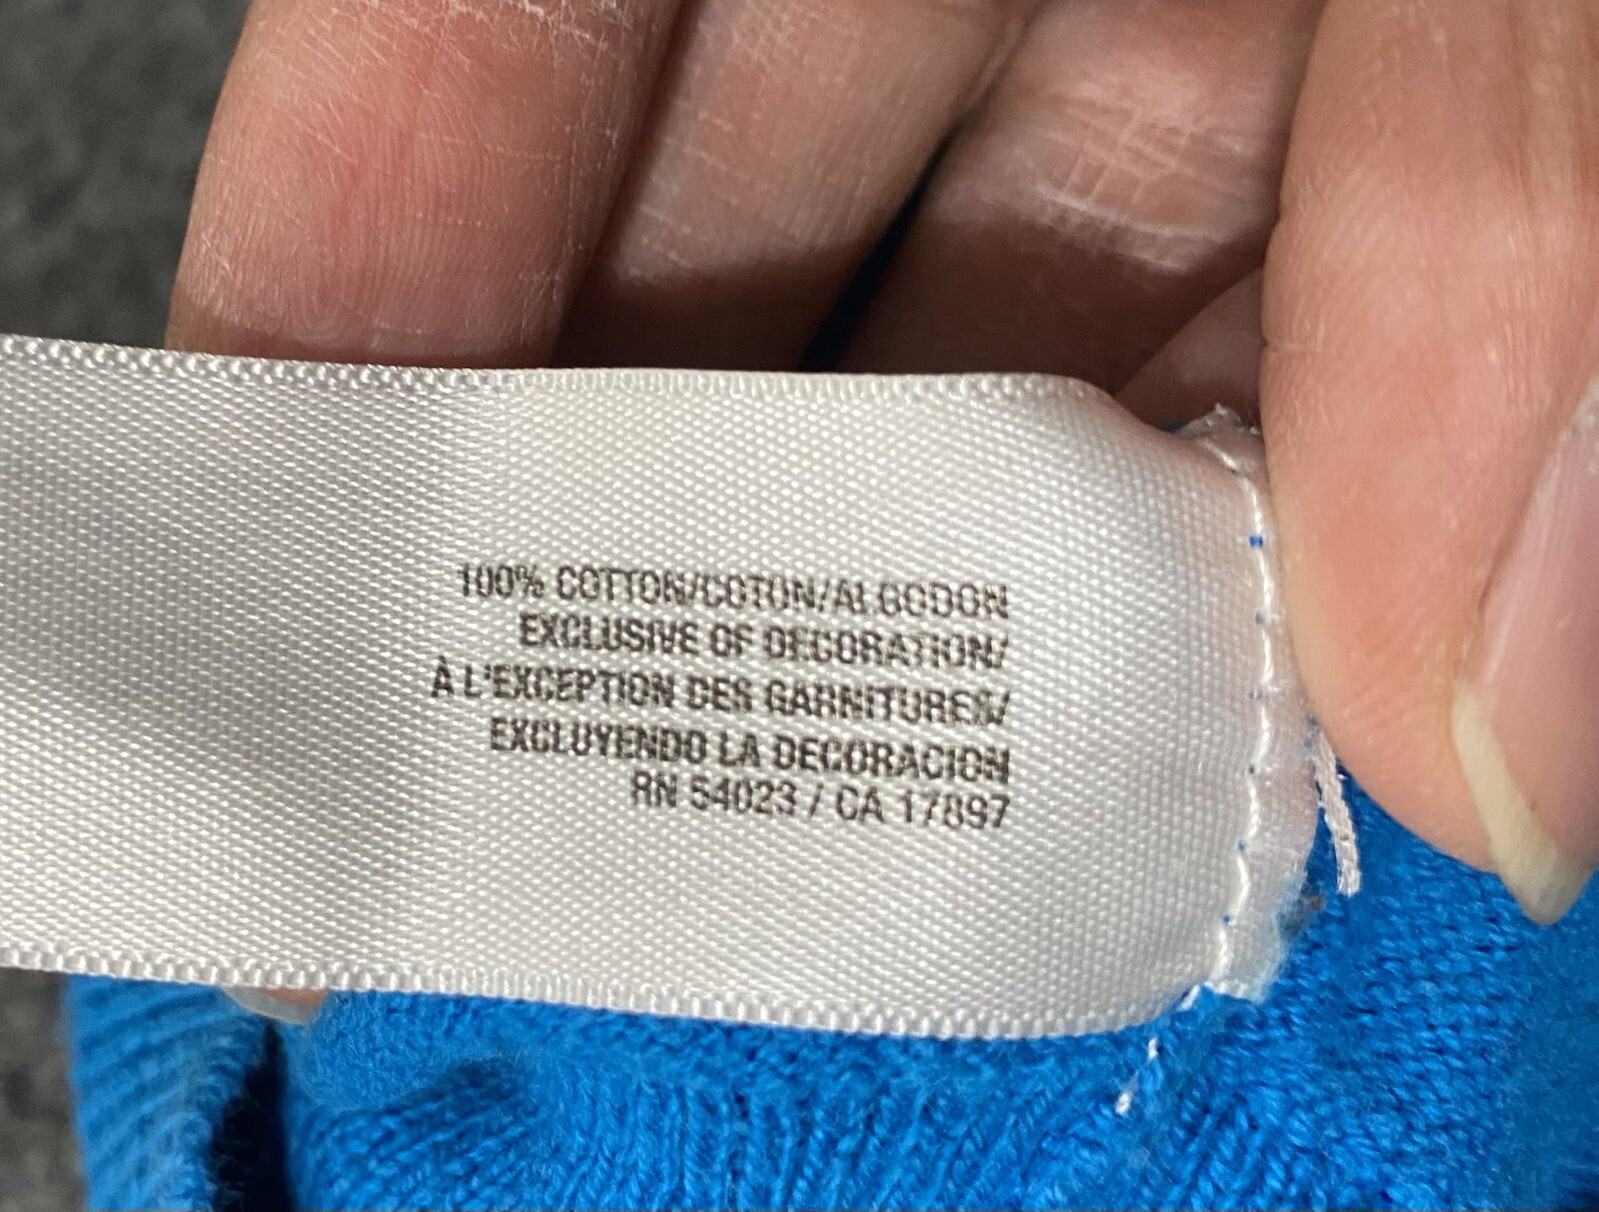 100% COTTON/COTON/ALGODON
EXCLUSIVE OF DECORATION/
À L'EXCEPTION DES GARNITURES/
EXCLUYENDO LA DECORACION
RN 54023 / CA 17897